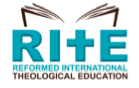 RITE
REFORMED INTERNATIONAL
THEOLOGICAL EDUCATION